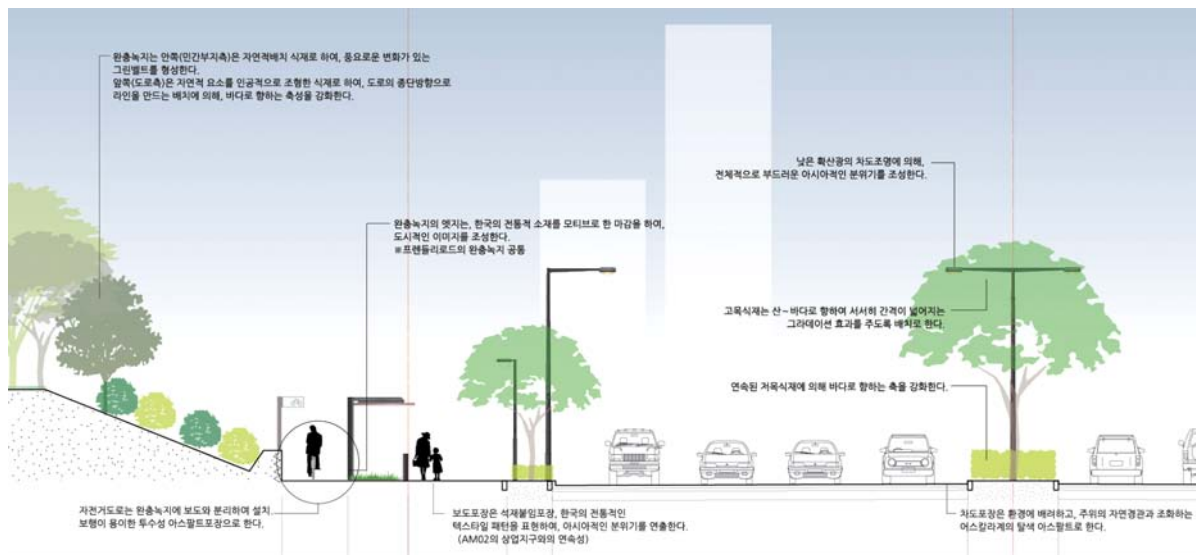 완충녹지는 안쪽(민간부지측)은 자연적배치 식재로 하여, 풍요로운 변화가 있는
그린벨트를 형성한다.
앞쪽(도로측)은 자연적 요소를 인공적으로 조형한 식재로 하여, 도로의 종단방향으로
라인을 만드는 배치에 의해, 바다로 향하는 축성을 강화한다.
낮은 확산광의 차도조명에 의해,
전체적으로 부드러운 아시아적인 분위기를 조성한다.
완충녹지의 엣지는, 한국의 전통적 소재를 모티브로 한 마감을 하여,
도시적인 이미지를 조성한다.
※프렌들리로드의 완충녹지 공통
고목식재는 산~바다로 향하여 서서히 간격이 넓어지는
그라데이션 효과를 주도록 배치로 한다.
연속된 저목식재에 의해 바다로 향하는 축을 강화한다.
자전거도로는 완충녹지에 보도와 분리하여 설치.
보행이 용이한 투수성 아스팔트포장으로 한다.
보도포장은 석재붙임포장, 한국의 전통적인
텍스타일 패턴을 표현하여, 아시아적인 분위기를 연출한다.
(AM02의 상업지구와의 연속성)
차도포장은 환경에 배려하고, 주위의 자연경관과 조화하는
어스칼라계의 탈색 아스팔트로 한다.